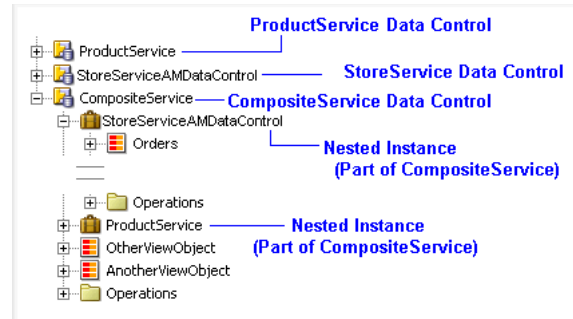 ProductService Data Control
ProductService
StoreServiceAMDataControl
StoreService Data Control
CompositeService
CompositeService Data Control
StoreServiceAMDataControl
Orders
Nested Instance
(Part of CompositeService)
Operations
ProductService
Nested Instance
OtherViewObject
(Part of CompositeService)
AnotherViewObject
Operations